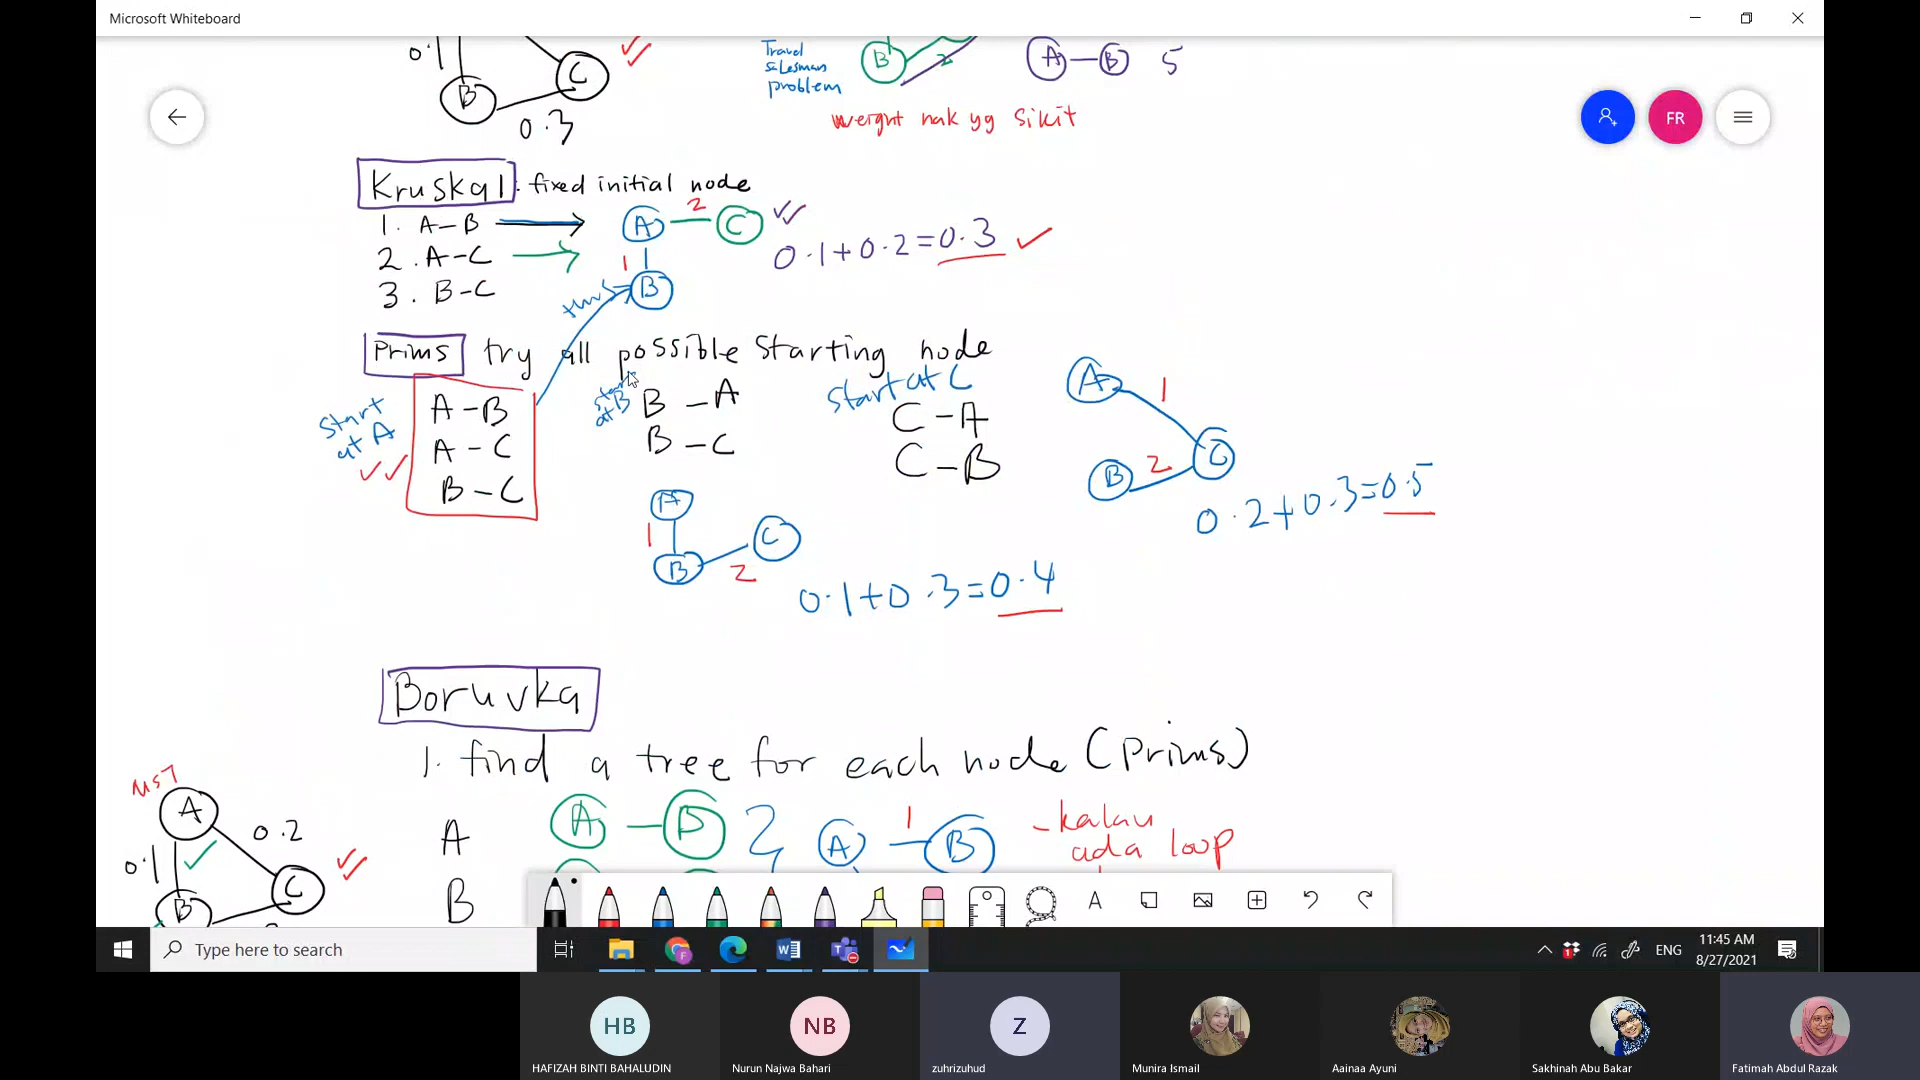 Microsoft Whiteboard
0.1
B
C
0.3
Travel
salesman
problem
B
2
A
B
5
weight nak yg sikit
FR
Kruskal : fixed initial node
1. A-B
2. A-C
3. B-C
A
2
C
1
B
0.1+0.2=0.3
Prims try all possible starting node
start
at A
A-B
A-C
B-C
start
at B
B-A
B-C
start at C
C-A
C-B
A
1
B
2
C
0.2+0.3=0.5
A
1
B
2
C
0.1+0.3=0.4
Boruvka
1. find a tree for each node (Prims)
MST
A
0.2
0.1
B
C
A
B
A
B
A
1
B
-kalau
ada loop
Type here to search
ENG
11:45 AM
8/27/2021
HB
HAFIZAH BINTI BAHALUDIN
NB
Nurun Najwa Bahari
Z
zuhrizuhud
Munira Ismail
Aainaa Ayuni
Sakhinah Abu Bakar
Fatimah Abdul Razak